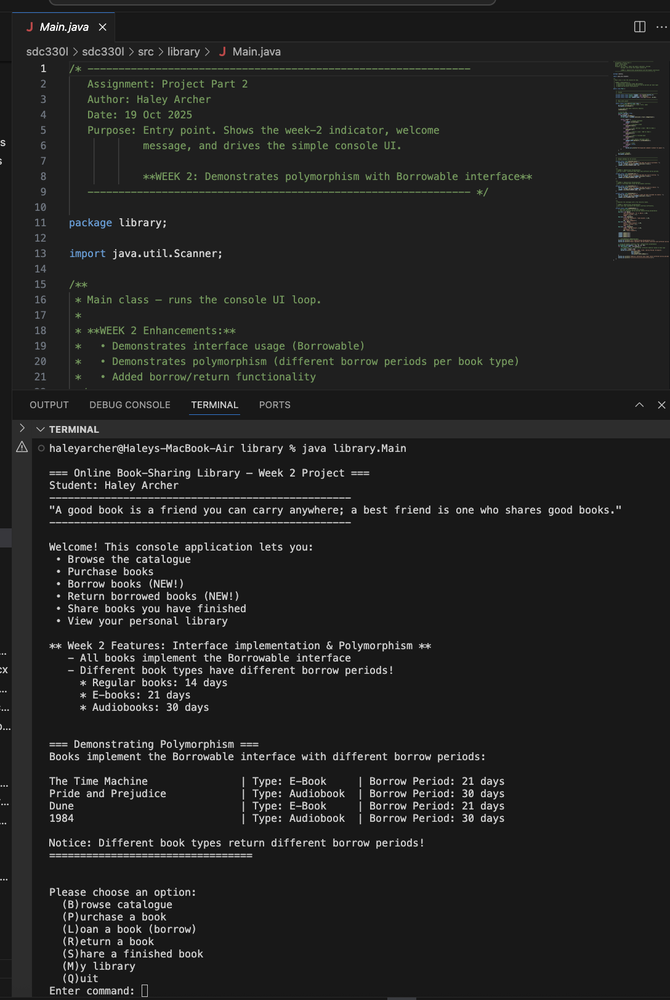 J Main.java ×
sdc330l > sdc330l > src > library > J Main.java
1 /* ——————————————————————————————
2 Assignment: Project Part 2
3 Author: Haley Archer
4 Date: 19 Oct 2025
5 Purpose: Entry point. Shows the week-2 indicator, welcome
6 message, and drives the simple console UI.
7
8 **WEEK 2: Demonstrates polymorphism with Borrowable interface**
9 —————————————————————————————— */
10
11 package library;
12
13 import java.util.Scanner;
14
15 /**
16 * Main class – runs the console UI loop.
17 *
18 * **WEEK 2 Enhancements:**
19 * • Demonstrates interface usage (Borrowable)
20 * • Demonstrates polymorphism (different borrow periods per book type)
21 * • Added borrow/return functionality
OUTPUT DEBUG CONSOLE TERMINAL PORTS
TERMINAL
haleyarcher@Haleys-MacBook-Air library % java library.Main
=== Online Book-Sharing Library – Week 2 Project ===
Student: Haley Archer
-------------------------------------------------
"A good book is a friend you can carry anywhere; a best friend is one who shares good books."
-------------------------------------------------
Welcome! This console application lets you:
• Browse the catalogue
• Purchase books
• Borrow books (NEW!)
• Return borrowed books (NEW!)
• Share books you have finished
• View your personal library
** Week 2 Features: Interface implementation & Polymorphism **
- All books implement the Borrowable interface
- Different book types have different borrow periods!
* Regular books: 14 days
* E-books: 21 days
* Audiobooks: 30 days
=== Demonstrating Polymorphism ===
Books implement the Borrowable interface with different borrow periods:
The Time Machine | Type: E-Book | Borrow Period: 21 days
Pride and Prejudice | Type: Audiobook | Borrow Period: 30 days
Dune | Type: E-Book | Borrow Period: 21 days
1984 | Type: Audiobook | Borrow Period: 30 days
Notice: Different book types return different borrow periods!
=================================
Please choose an option:
(B)rowse catalogue
(P)urchase a book
(L)oan a book (borrow)
(R)eturn a book
(S)hare a finished book
(M)y library
(Q)uit
Enter command: